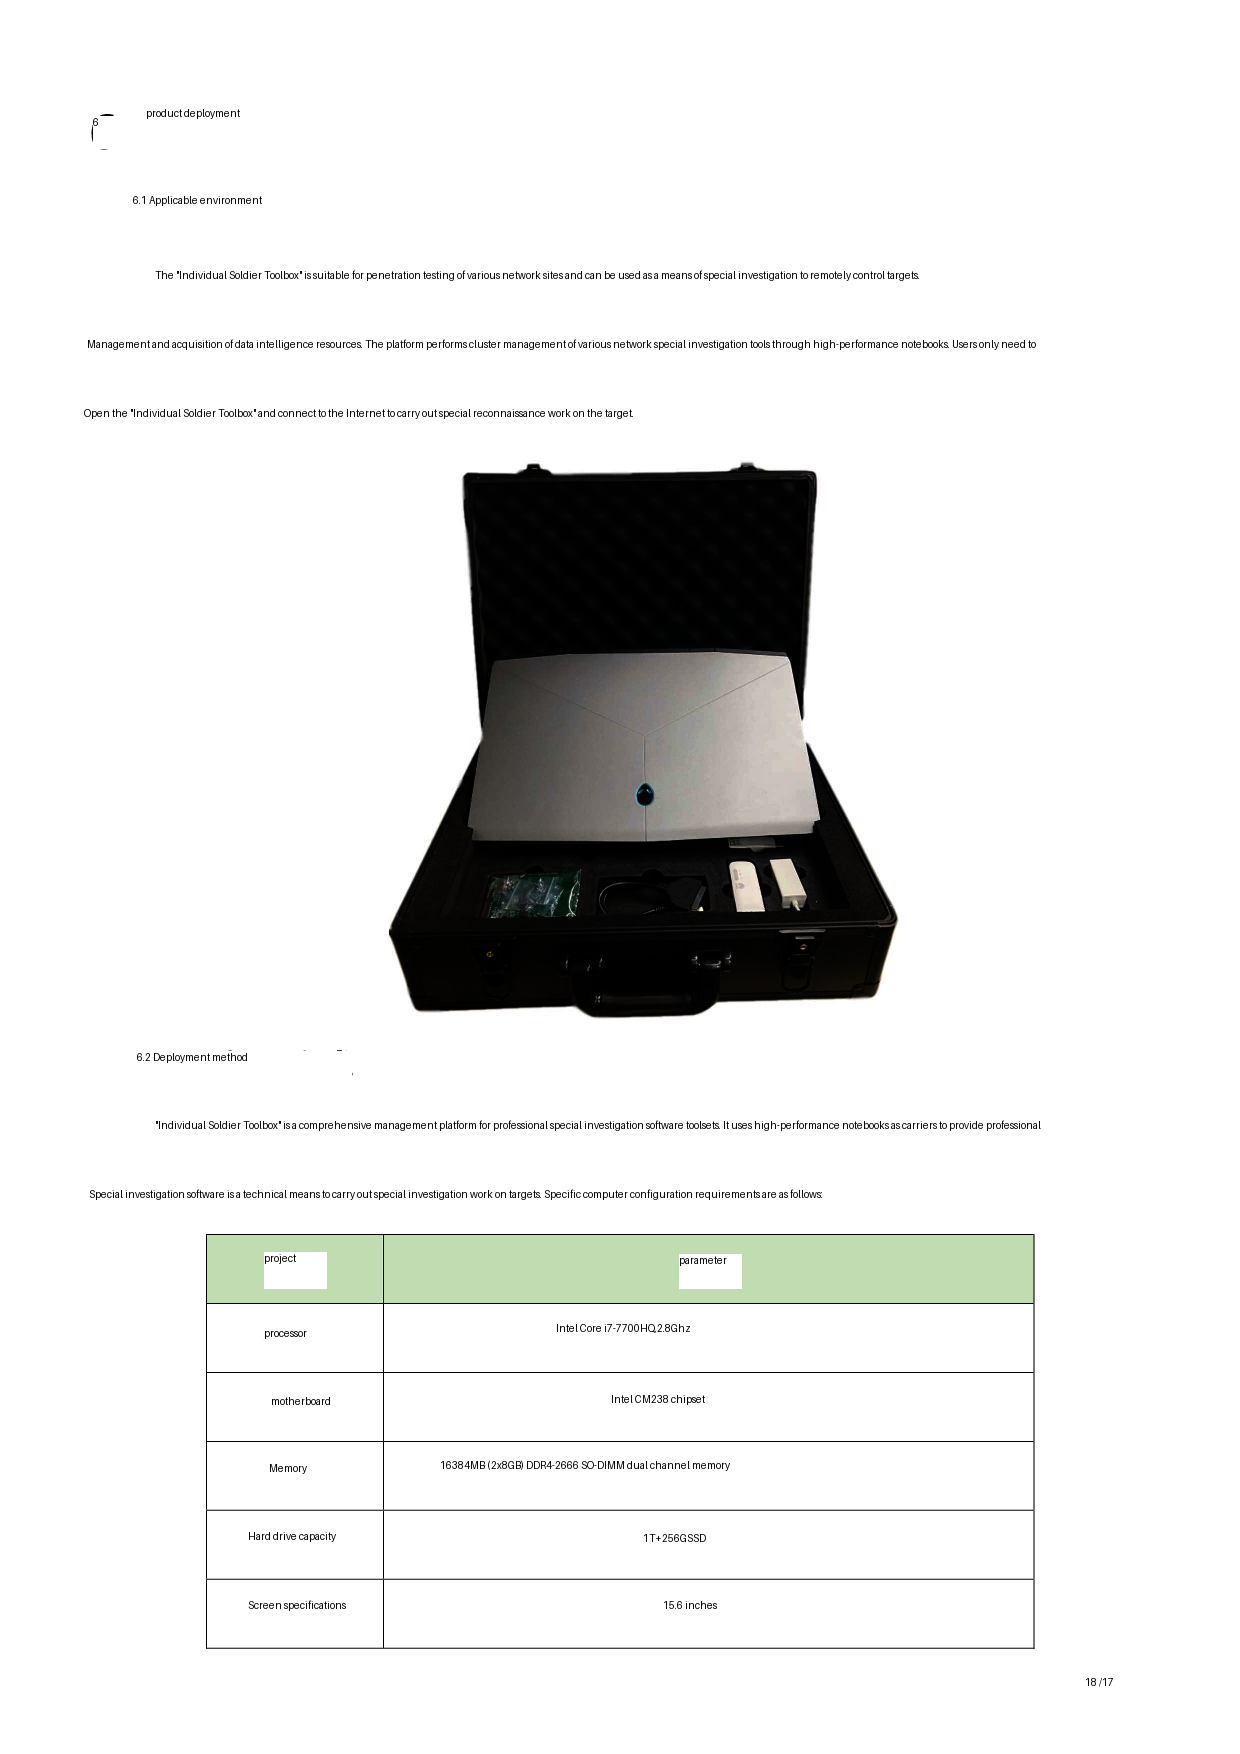 product deployment
6
6.1 Applicable environment
The "Individual Soldier Toolbox" is suitable for penetration testing of various network sites and can be used as a means of special investigation to remotely control targets.
Management and acquisition of data intelligence resources. The platform performs cluster management of various network special investigation tools through high-performance notebooks. Users only need to
Open the "Individual Soldier Toolbox" and connect to the Internet to carry out special reconnaissance work on the target.
6.2 Deployment method
"Individual Soldier Toolbox" is a comprehensive management platform for professional special investigation software toolsets. It uses high-performance notebooks as carriers to provide professional
Special investigation software is a technical means to carry out special investigation work on targets. Specific computer configuration requirements are as follows:
project parameter
processor Intel Core i7-7700HQ,2.8Ghz
motherboard Intel CM238 chipset
Memory 16384MB (2x8GB) DDR4-2666 SO-DIMM dual channel memory
Hard drive capacity 1T+256GSSD
Screen specifications 15.6 inches
18 /17